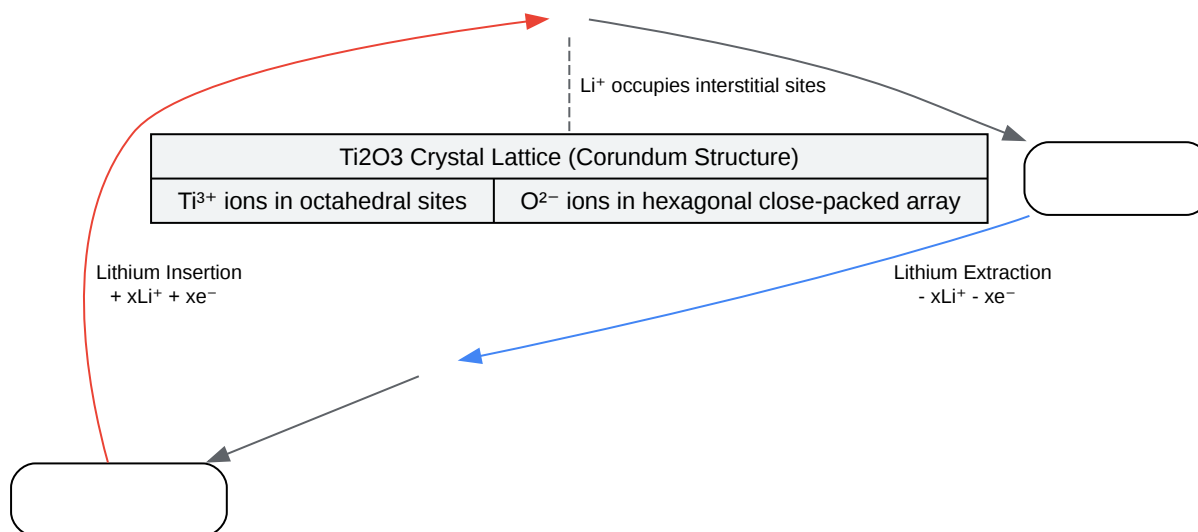 Li⁺ occupies interstitial sites
Ti2O3 Crystal Lattice (Corundum Structure)
Ti³⁺ ions in octahedral sites
O²⁻ ions in hexagonal close-packed array
Lithium Insertion
+ xLi⁺ + xe⁻
Lithium Extraction
- xLi⁺ - xe⁻